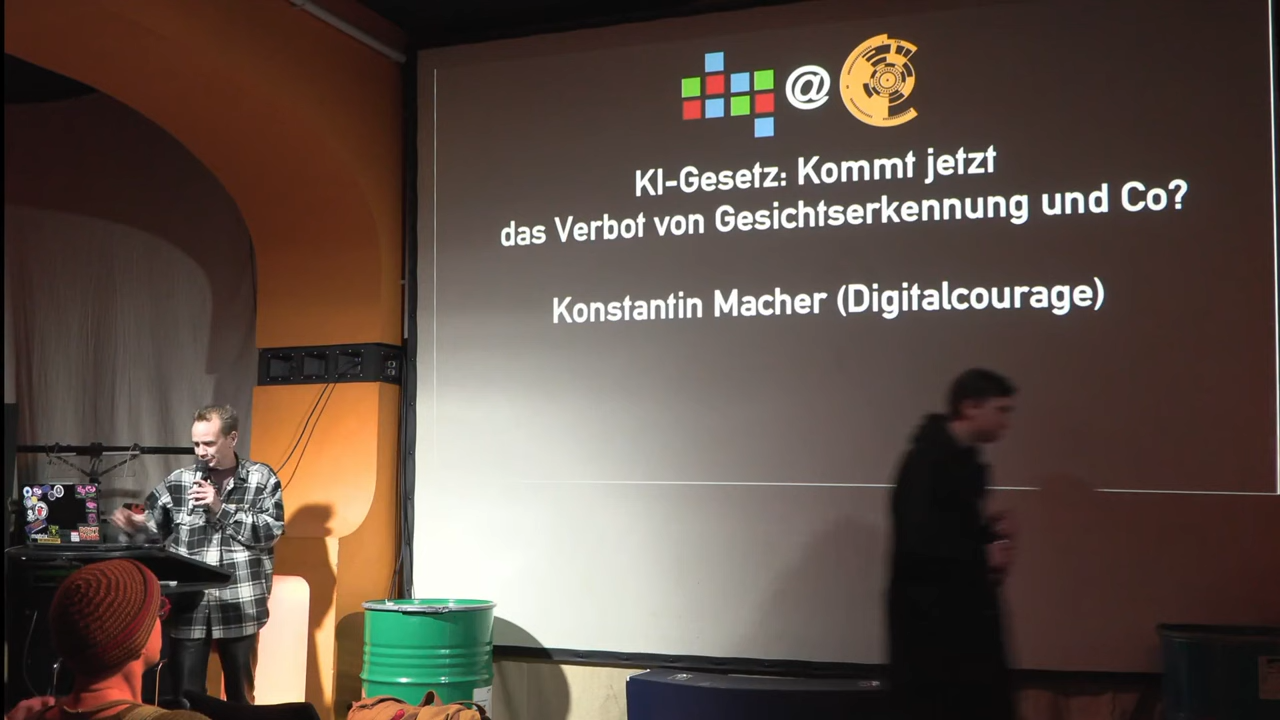 @
KI-Gesetz: Kommt jetzt
das Verbot von Gesichtserkennung und Co?
Konstantin Macher (Digitalcourage)